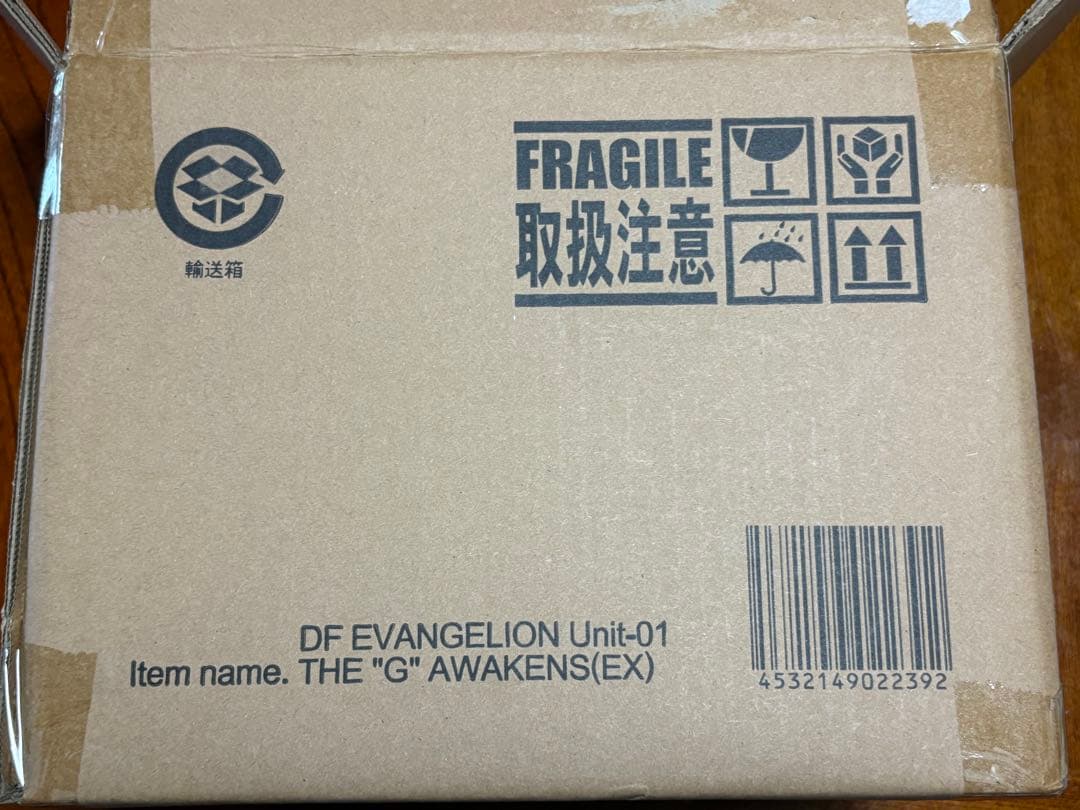 輸送箱
FRAGILE
取扱注意
DF EVANGELION Unit-01
Item name. THE "G" AWAKENS(EX)
4532149022392